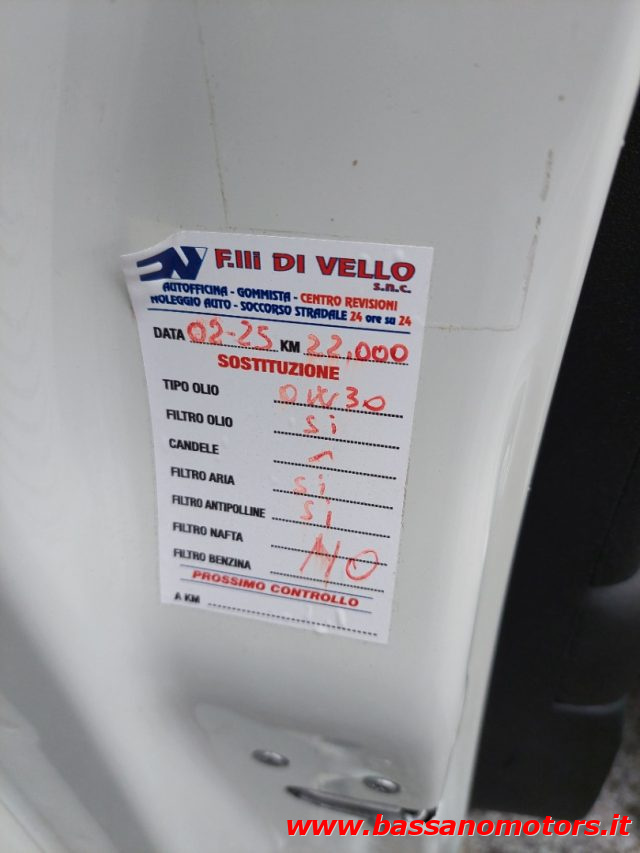 F.lli DI VELLO
s.n.c.
AUTOFFICINA - GOMMISTA - CENTRO REVISIONI
NOLEGGIO AUTO - SOCCORSO STRADALE 24 ore su 24
DATA 02-25 KM 22,000
SOSTITUZIONE
TIPO OLIO 0W30
FILTRO OLIO si
CANDELE -
FILTRO ARIA si
FILTRO ANTIPOLLINE si
FILTRO NAFTA
FILTRO BENZINA NO
PROSSIMO CONTROLLO
A KM
www.bassanomotors.it